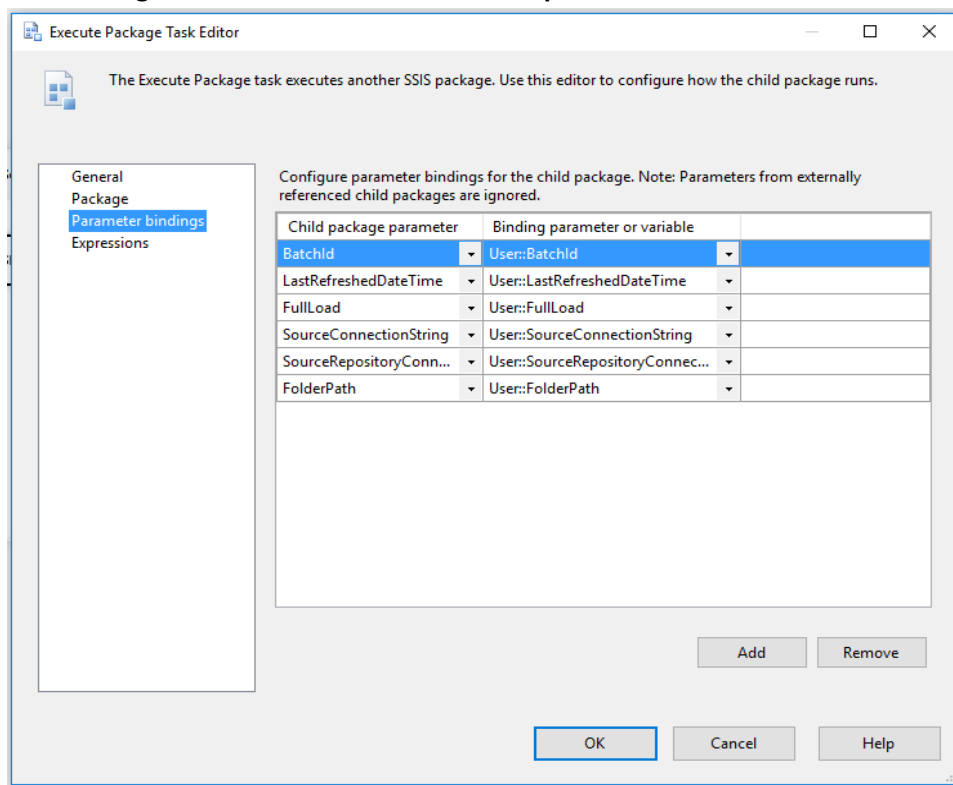 Execute Package Task Editor
The Execute Package task executes another SSIS package. Use this editor to configure how the child package runs.
General
Package
Parameter bindings
Expressions
Configure parameter bindings for the child package. Note: Parameters from externally
referenced child packages are ignored.
Child package parameter Binding parameter or variable
BatchId User::BatchId
LastRefreshedDateTime User::LastRefreshedDateTime
FullLoad User::FullLoad
SourceConnectionString User::SourceConnectionString
SourceRepositoryConn... User::SourceRepositoryConnec...
FolderPath User::FolderPath
Add Remove
OK Cancel Help